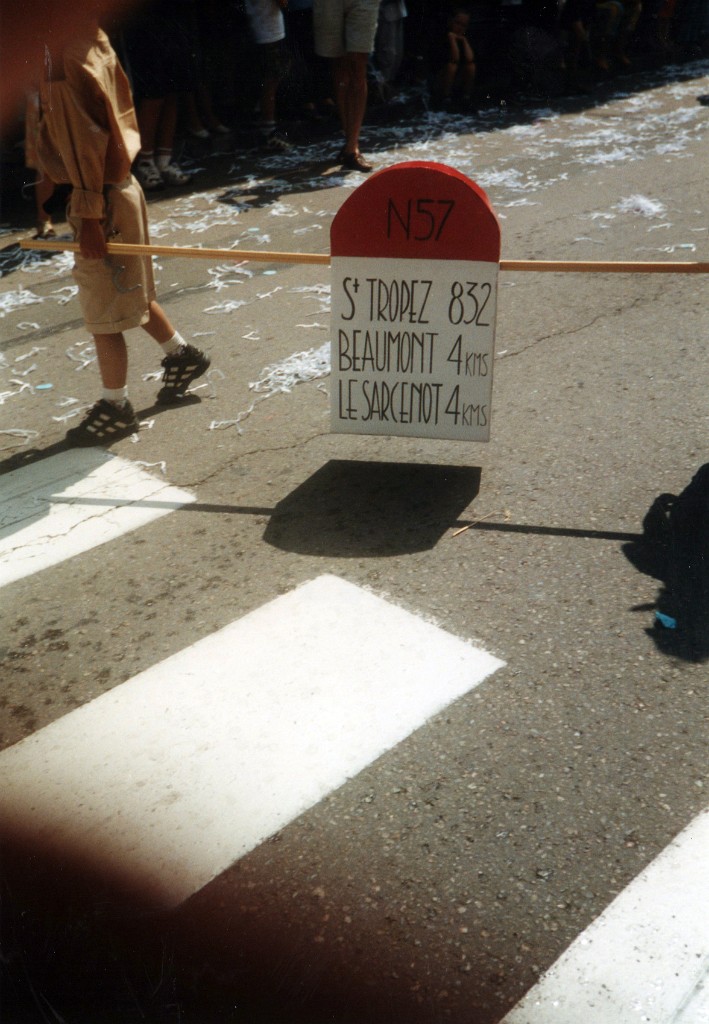 N57
St TROPEZ 832
BEAUMONT 4KMS
LE SARCENOT 4KMS